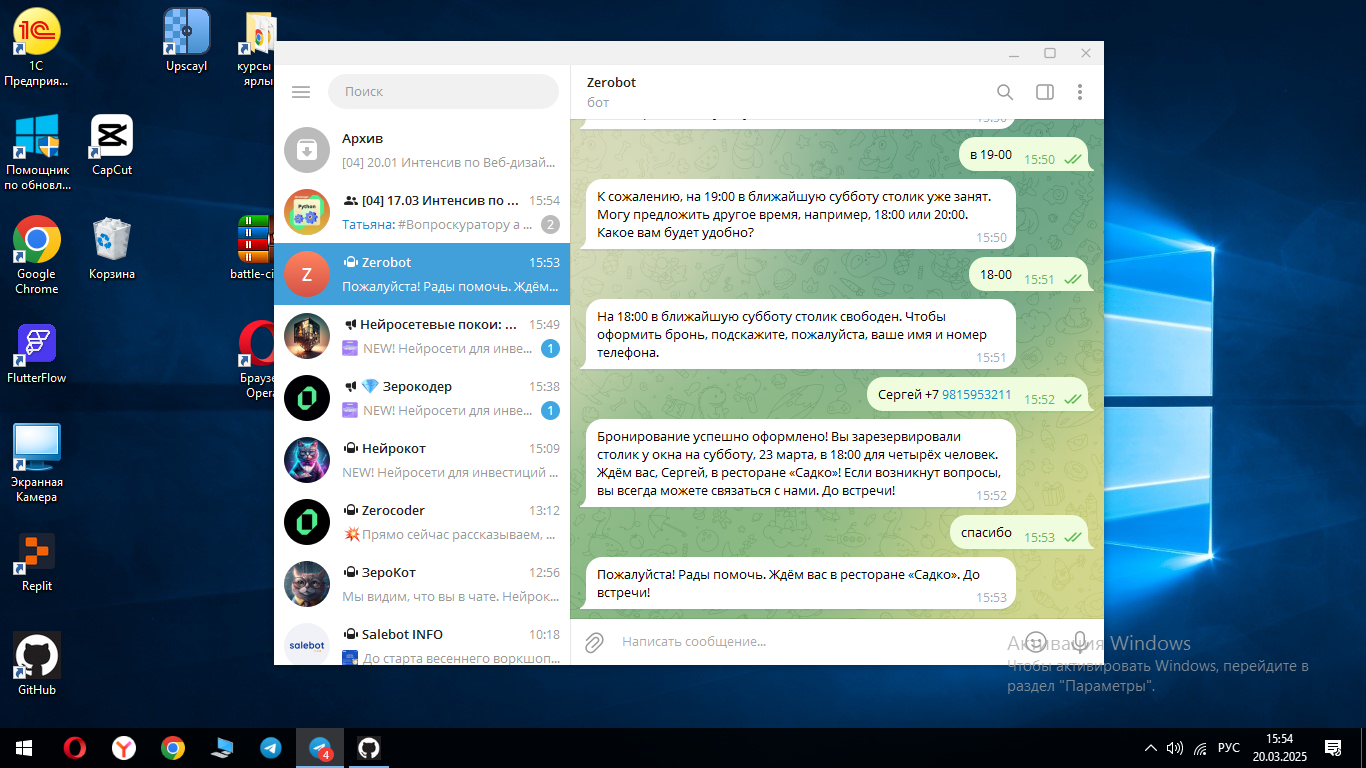 1С
Предприя...
Upscayl
курсы
ярлы
Помощник
по обновл...
CapCut
Google
Chrome
Корзина
battle-ci
FlutterFlow
Браузе
Opera
Экранная
Камера
Replit
GitHub
Поиск
Архив
[04] 20.01 Интенсив по Веб-дизай...
[04] 17.03 Интенсив по ... 15:54
Татьяна: #Вопроскуратору а ... 2
Python
Z
Zerobot 15:53
Пожалуйста! Рады помочь. Ждём...
Нейросетевые покои: ... 15:49
NEW! Нейросети для инве... 1
Зерокодер 15:38
NEW! Нейросети для инве... 1
Нейрокот 15:09
NEW! Нейросети для инвестиций ...
Zerocoder 13:12
Прямо сейчас рассказываем, ...
ЗероКот 12:56
Мы видим, что вы в чате. Нейрок...
salebot
Salebot INFO 10:18
До старта весеннего воркшоп...
Zerobot
бот
15:50
в 19-00 15:50
К сожалению, на 19:00 в ближайшую субботу столик уже занят.
Могу предложить другое время, например, 18:00 или 20:00.
Какое вам будет удобно?
15:50
18-00 15:51
На 18:00 в ближайшую субботу столик свободен. Чтобы
оформить бронь, подскажите, пожалуйста, ваше имя и номер
телефона.
15:51
Сергей +7 9815953211 15:52
Бронирование успешно оформлено! Вы зарезервировали
столик у окна на субботу, 23 марта, в 18:00 для четырёх человек.
Ждём вас, Сергей, в ресторане «Садко»! Если возникнут вопросы,
вы всегда можете связаться с нами. До встречи!
15:52
спасибо 15:53
Пожалуйста! Рады помочь. Ждём вас в ресторане «Садко». До
встречи!
15:53
Написать сообщение...
Активация Windows
Чтобы активировать Windows, перейдите в
раздел "Параметры".
4
РУС
15:54
20.03.2025